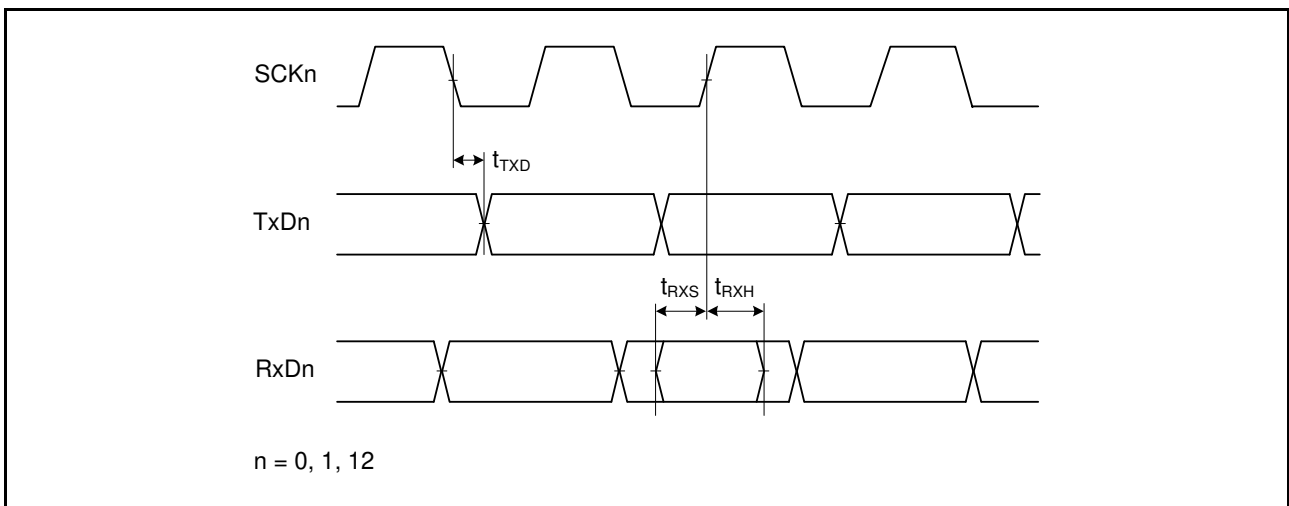 SCKn
tTXD
TxDn
tRXS tRXH
RxDn
n = 0, 1, 12